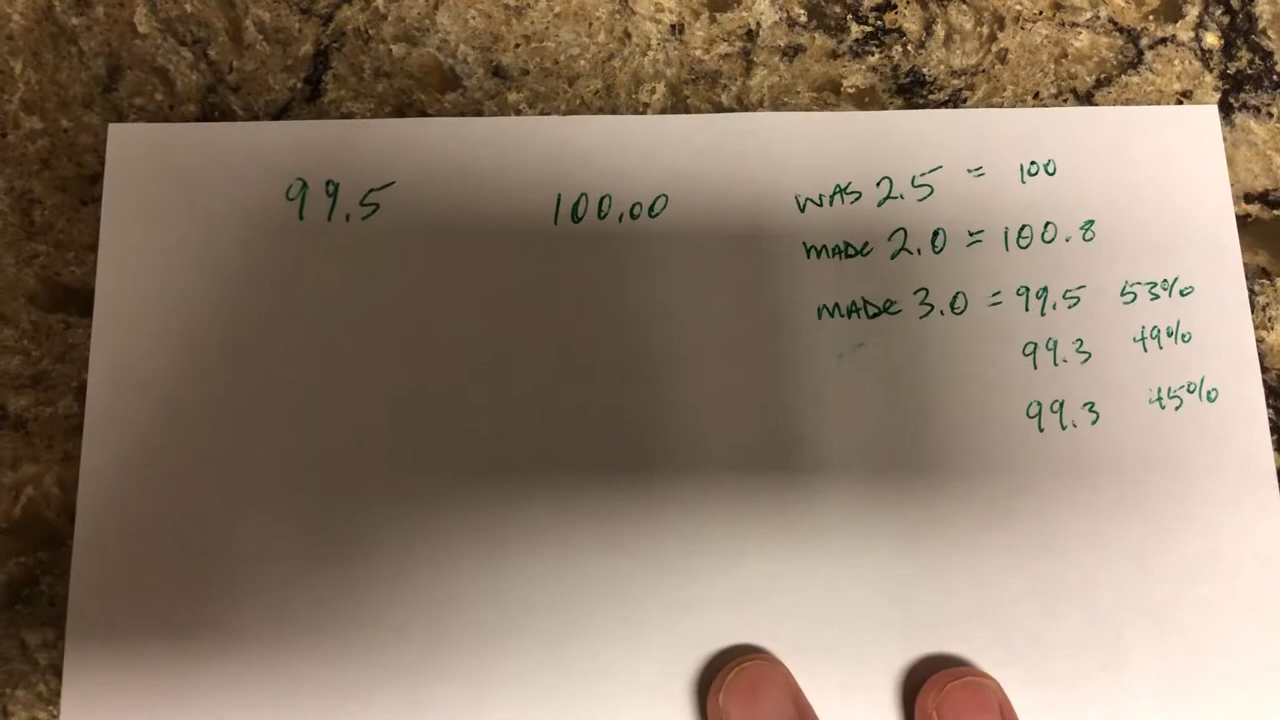 99.5 100.00 WAS 2.5 = 100
MADE 2.0 = 100.8
MADE 3.0 = 99.5 53%
99.3 49%
99.3 45%